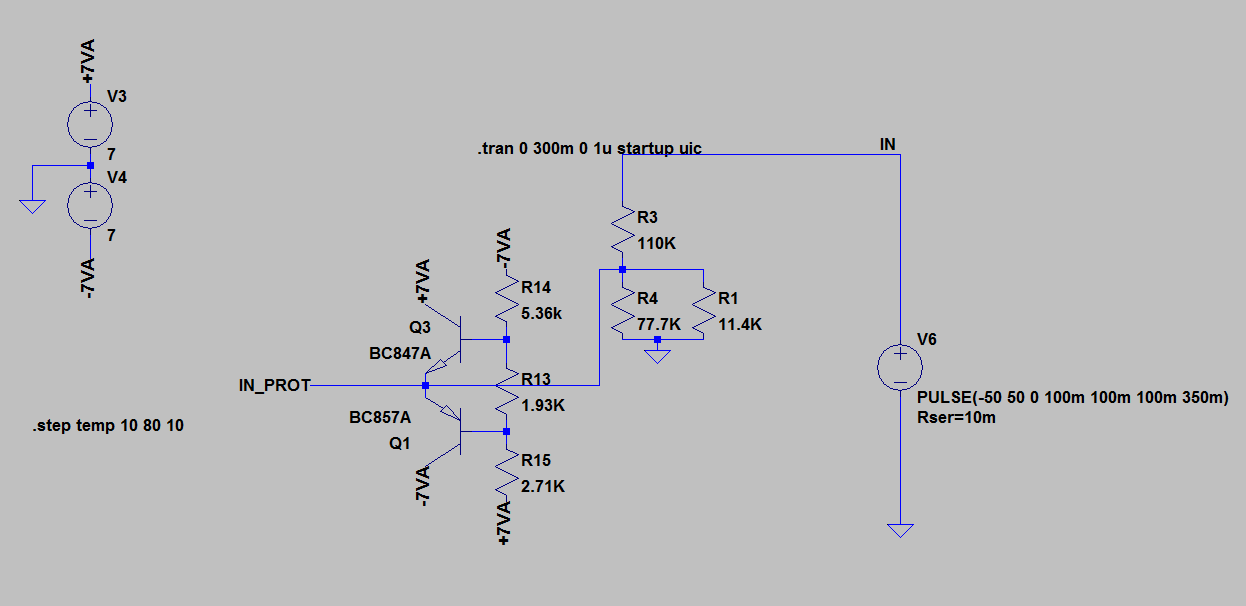 +7VA
V3
7
V4
7
-7VA
.tran 0 300m 0 1u startup uic
IN
R3
110K
-7VA
+7VA
R14
5.36k
R4
77.7K
R1
11.4K
Q3
BC847A
IN_PROT
R13
1.93K
BC857A
Q1
-7VA
R15
2.71K
+7VA
V6
PULSE(-50 50 0 100m 100m 100m 350m)
Rser=10m
.step temp 10 80 10